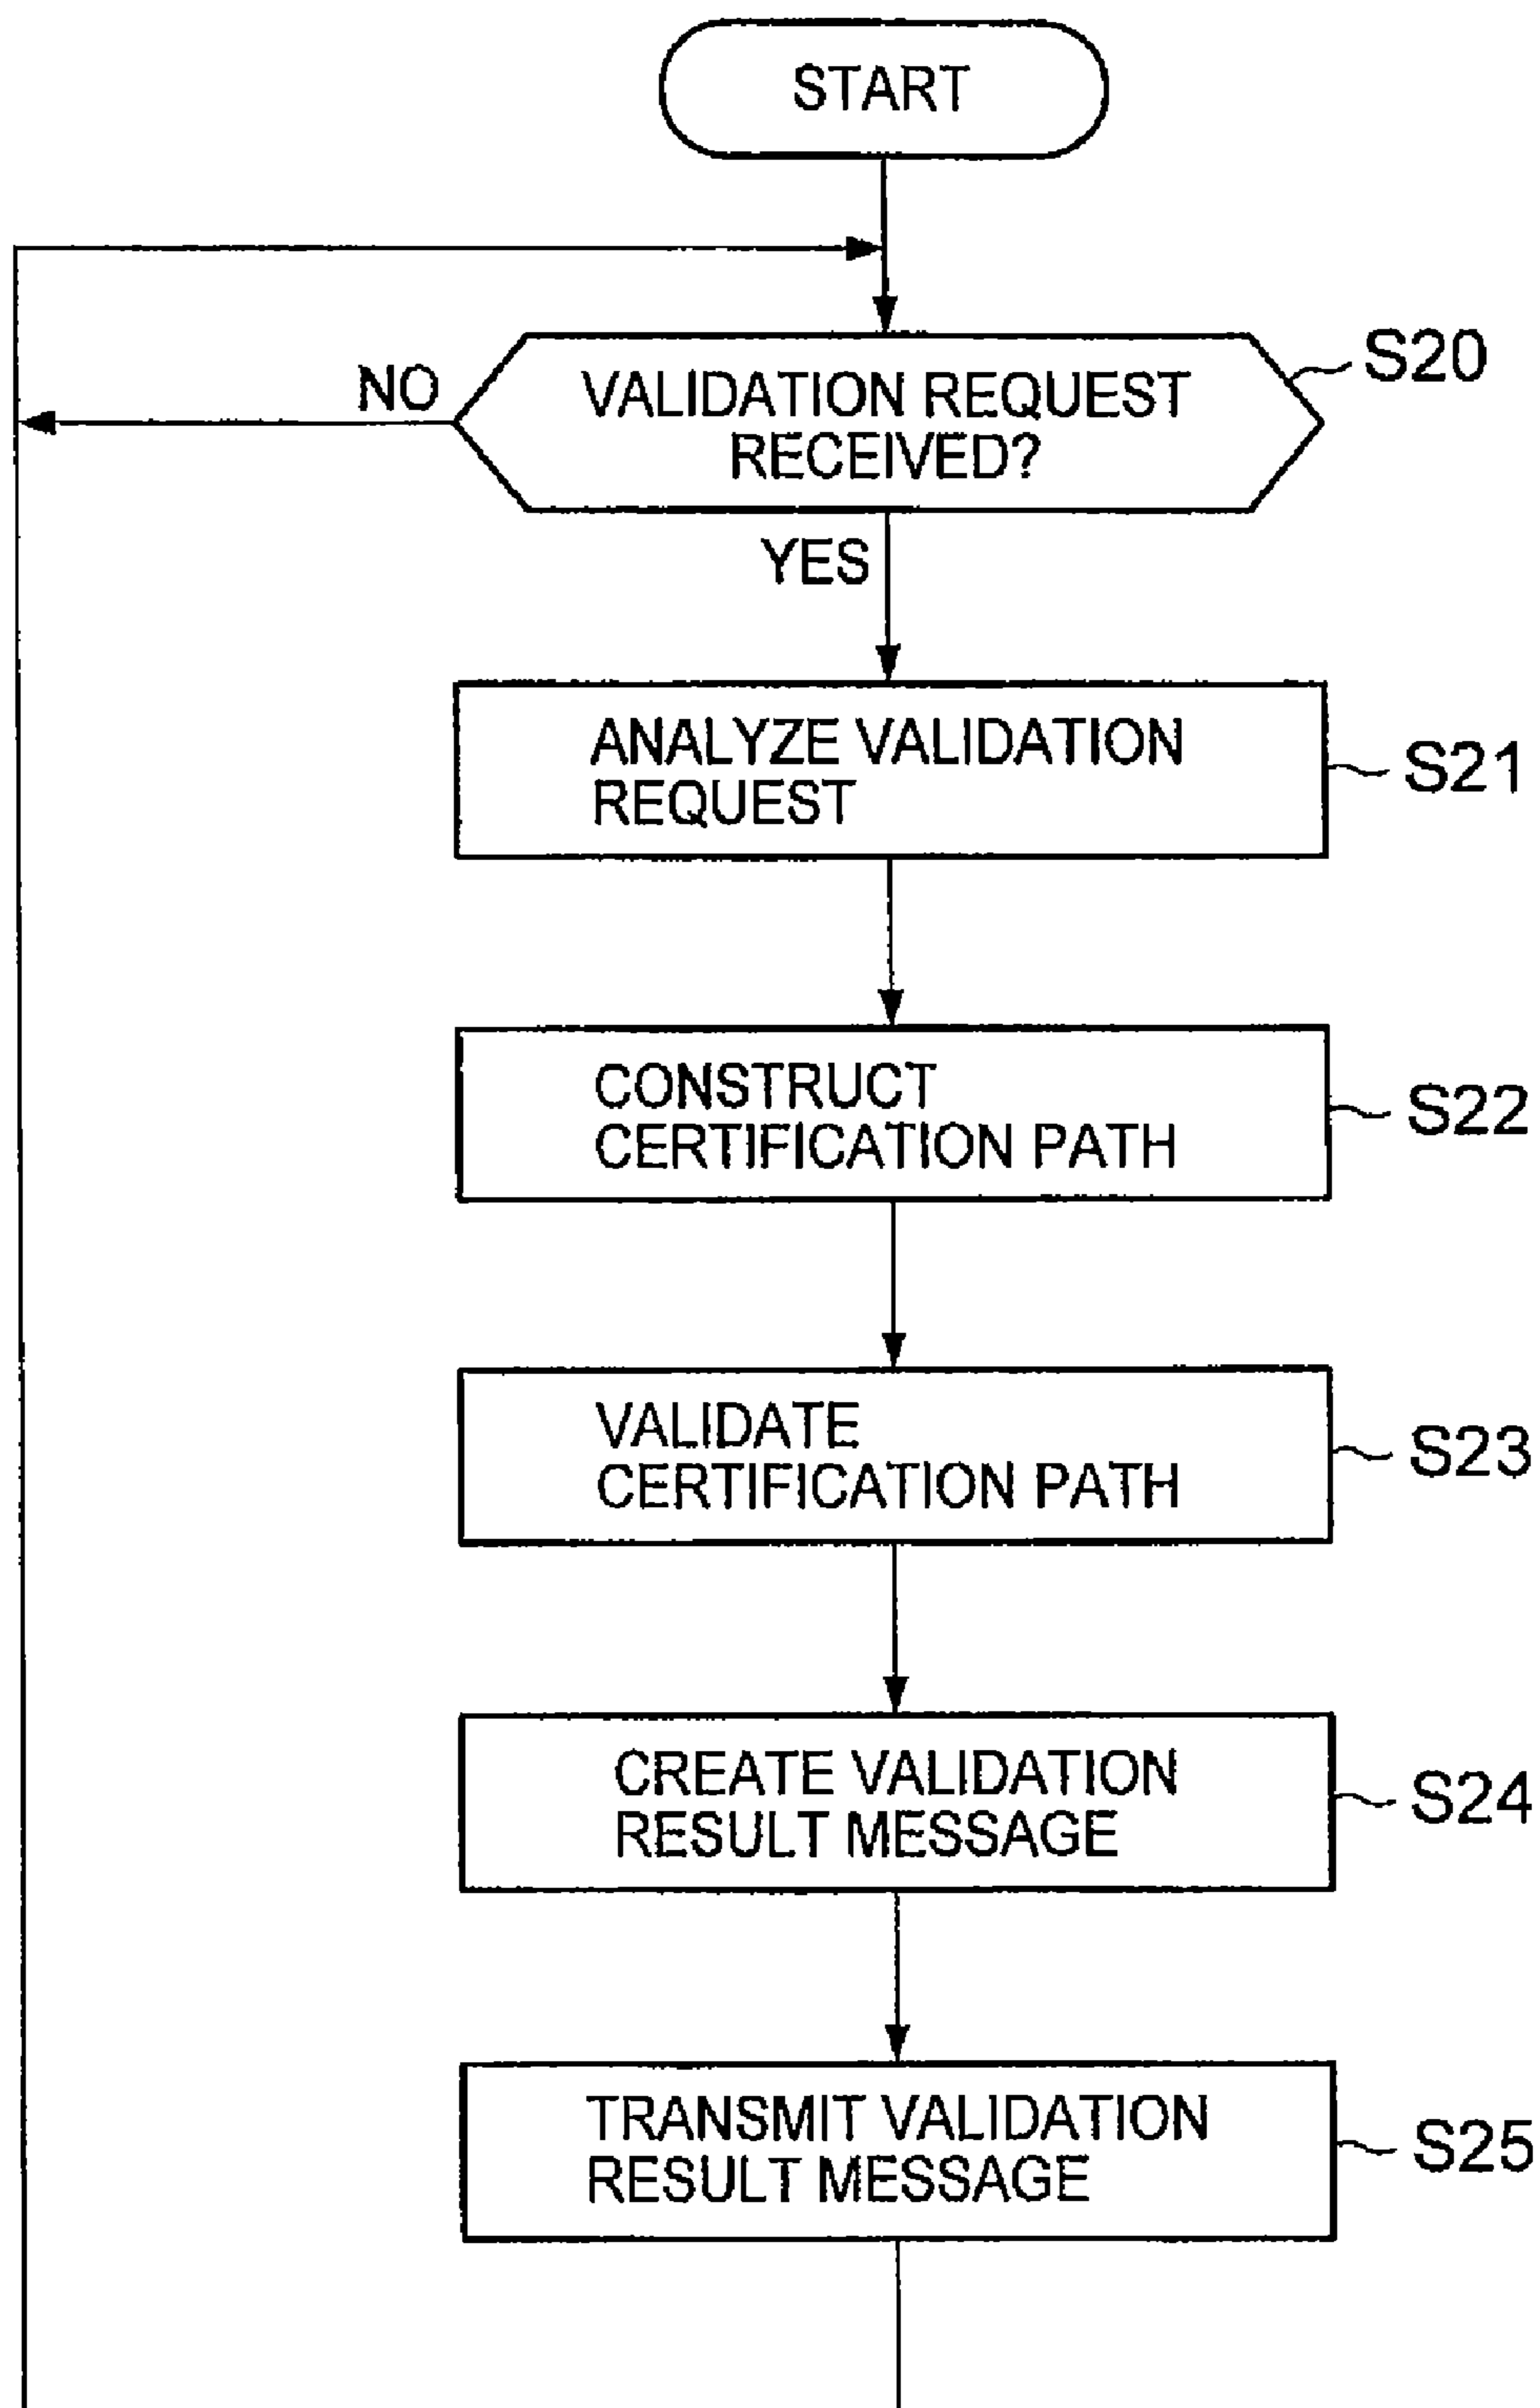 START
NO
VALIDATION REQUEST
RECEIVED?
S20
YES
ANALYZE VALIDATION
REQUEST
S21
CONSTRUCT
CERTIFICATION PATH
S22
VALIDATE
CERTIFICATION PATH
S23
CREATE VALIDATION
RESULT MESSAGE
S24
TRANSMIT VALIDATION
RESULT MESSAGE
S25